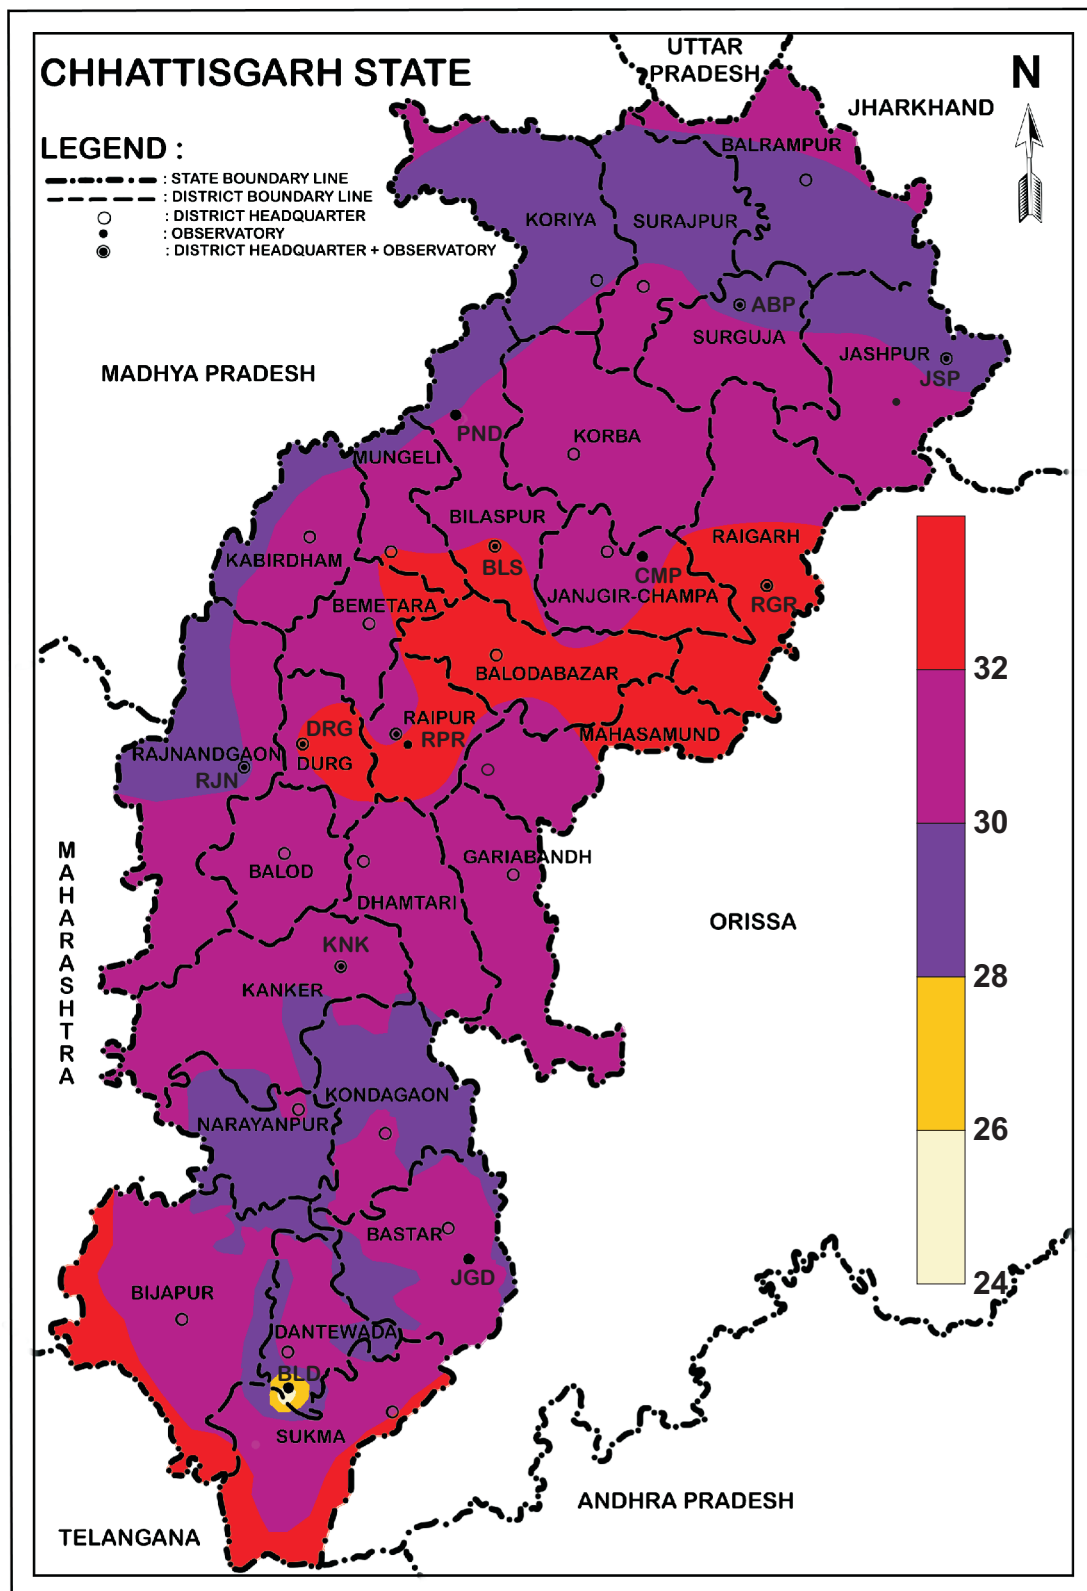 UTTAR
PRADESH
CHHATTISGARH STATE
N
JHARKHAND
LEGEND :
: STATE BOUNDARY LINE
: DISTRICT BOUNDARY LINE
: DISTRICT HEADQUARTER
: OBSERVATORY
: DISTRICT HEADQUARTER + OBSERVATORY
BALRAMPUR
KORIYA
SURAJPUR
ABP
SURGUJA
JASHPUR
JSP
MADHYA PRADESH
PND
KORBA
MUNGELI
BILASPUR
RAIGARH
KABIRDHAM
BLS
CMP
JANJGIR-CHAMPA
RGR
BEMETARA
32
BALODABAZAR
RAIPUR
DRG
RPR
MAHASAMUND
RAJNANDGAON
DURG
RJN
30
MAHARASHTRA
GARIABANDH
BALOD
DHAMTARI
ORISSA
KNK
28
KANKER
KONDAGAON
NARAYANPUR
26
BASTAR
JGD
24
BIJAPUR
DANTEWADA
BLD
SUKMA
ANDHRA PRADESH
TELANGANA